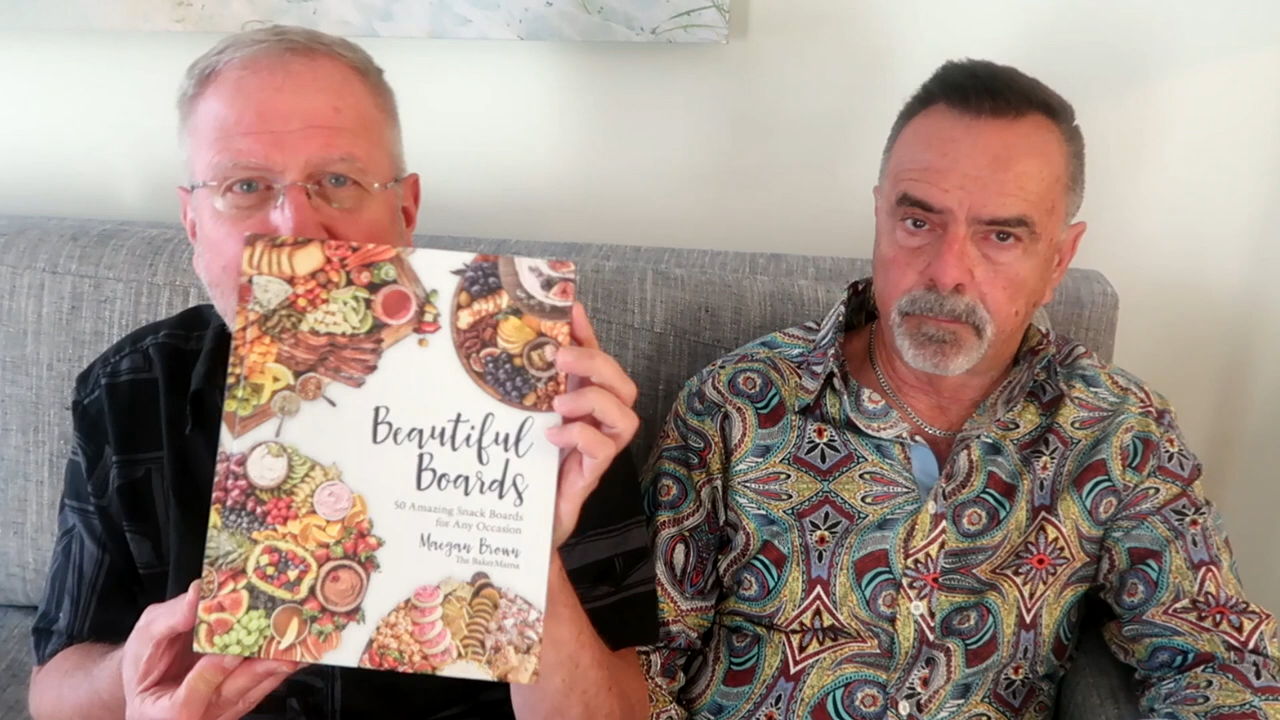 Beautiful
Boards
50 Amazing Snack Boards
for Any Occasion
Maegan Brown
The BakerMama